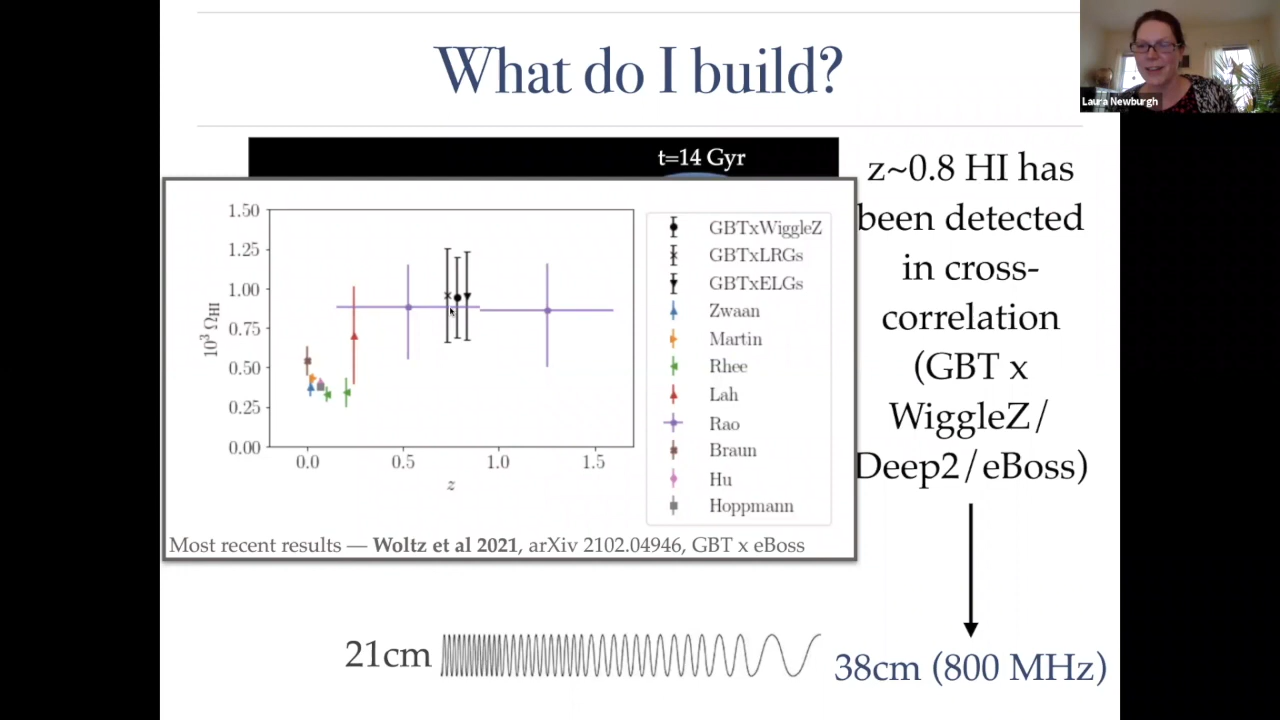 What do I build?
Laura Newburgh
t=14 Gyr
z~0.8 HI has
been detected
in cross-
correlation
(GBT x
WiggleZ/
Deep2/eBoss)
1.50
1.25
1.00
0.75
0.50
0.25
0.00
10³ Ω_HI
0.0
0.5
1.0
1.5
z
GBTxWiggleZ
GBTxLRGs
GBTxELGs
Zwaan
Martin
Rhee
Lah
Rao
Braun
Hu
Hoppmann
Most recent results — Woltz et al 2021, arXiv 2102.04946, GBT x eBoss
21cm
38cm (800 MHz)